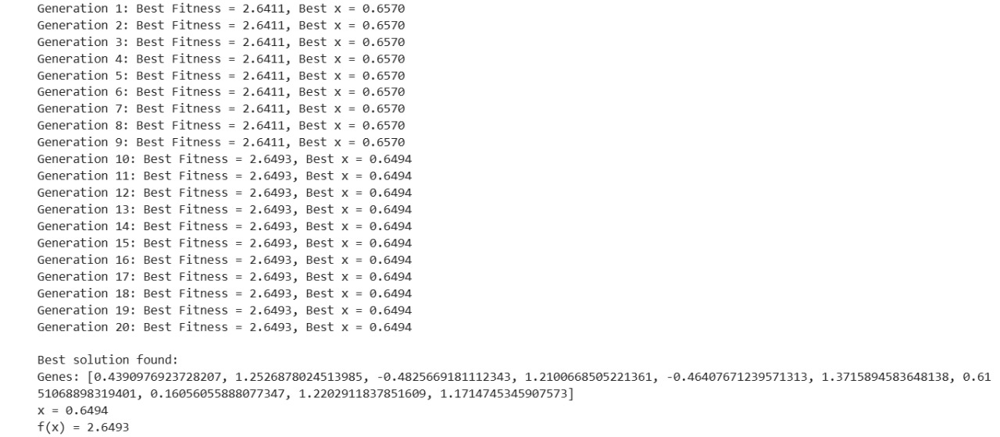 Generation 1: Best Fitness = 2.6411, Best x = 0.6570
Generation 2: Best Fitness = 2.6411, Best x = 0.6570
Generation 3: Best Fitness = 2.6411, Best x = 0.6570
Generation 4: Best Fitness = 2.6411, Best x = 0.6570
Generation 5: Best Fitness = 2.6411, Best x = 0.6570
Generation 6: Best Fitness = 2.6411, Best x = 0.6570
Generation 7: Best Fitness = 2.6411, Best x = 0.6570
Generation 8: Best Fitness = 2.6411, Best x = 0.6570
Generation 9: Best Fitness = 2.6411, Best x = 0.6570
Generation 10: Best Fitness = 2.6493, Best x = 0.6494
Generation 11: Best Fitness = 2.6493, Best x = 0.6494
Generation 12: Best Fitness = 2.6493, Best x = 0.6494
Generation 13: Best Fitness = 2.6493, Best x = 0.6494
Generation 14: Best Fitness = 2.6493, Best x = 0.6494
Generation 15: Best Fitness = 2.6493, Best x = 0.6494
Generation 16: Best Fitness = 2.6493, Best x = 0.6494
Generation 17: Best Fitness = 2.6493, Best x = 0.6494
Generation 18: Best Fitness = 2.6493, Best x = 0.6494
Generation 19: Best Fitness = 2.6493, Best x = 0.6494
Generation 20: Best Fitness = 2.6493, Best x = 0.6494
Best solution found:
Genes: [0.4390976923728207, 1.2526878024513985, -0.4825669181112343, 1.2100668505221361, -0.46407671239571313, 1.3715894583648138, 0.61
51068898319401, 0.16056055888077347, 1.2202911837851609, 1.1714745345907573]
x = 0.6494
f(x) = 2.6493